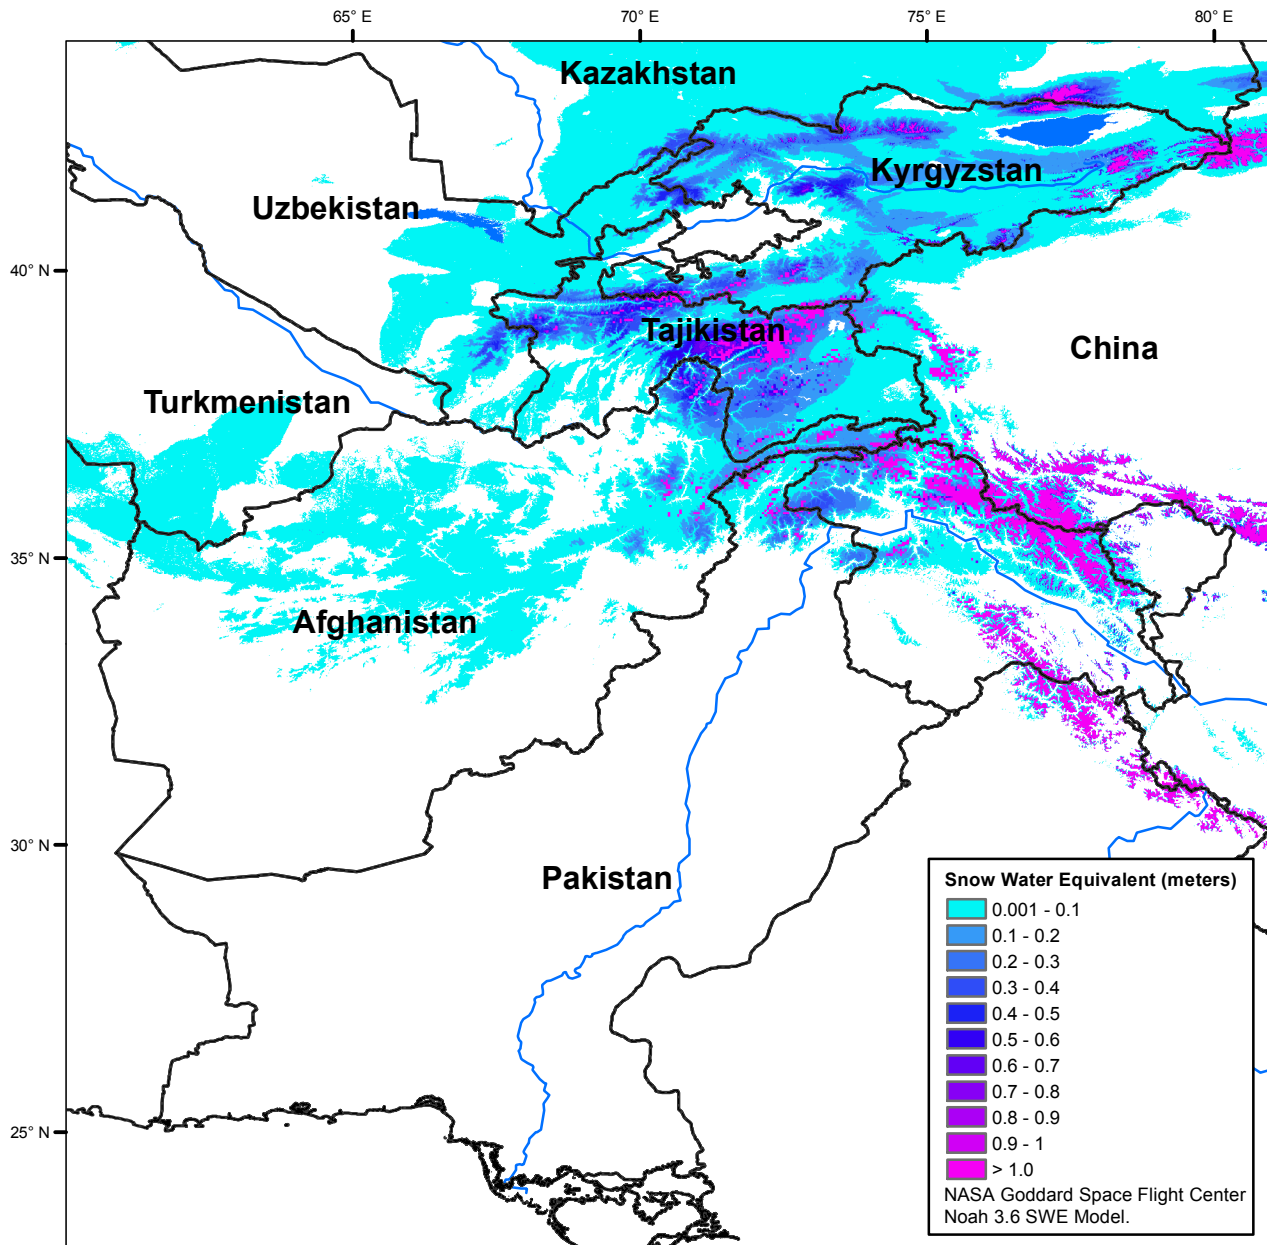 65° E
70° E
75° E
80° E
Kazakhstan
Kyrgyzstan
Uzbekistan
40° N
Tajikistan
China
Turkmenistan
35° N
Afghanistan
30° N
Pakistan
25° N
Snow Water Equivalent (meters)
0.001 - 0.1
0.1 - 0.2
0.2 - 0.3
0.3 - 0.4
0.4 - 0.5
0.5 - 0.6
0.6 - 0.7
0.7 - 0.8
0.8 - 0.9
0.9 - 1
> 1.0
NASA Goddard Space Flight Center
Noah 3.6 SWE Model.